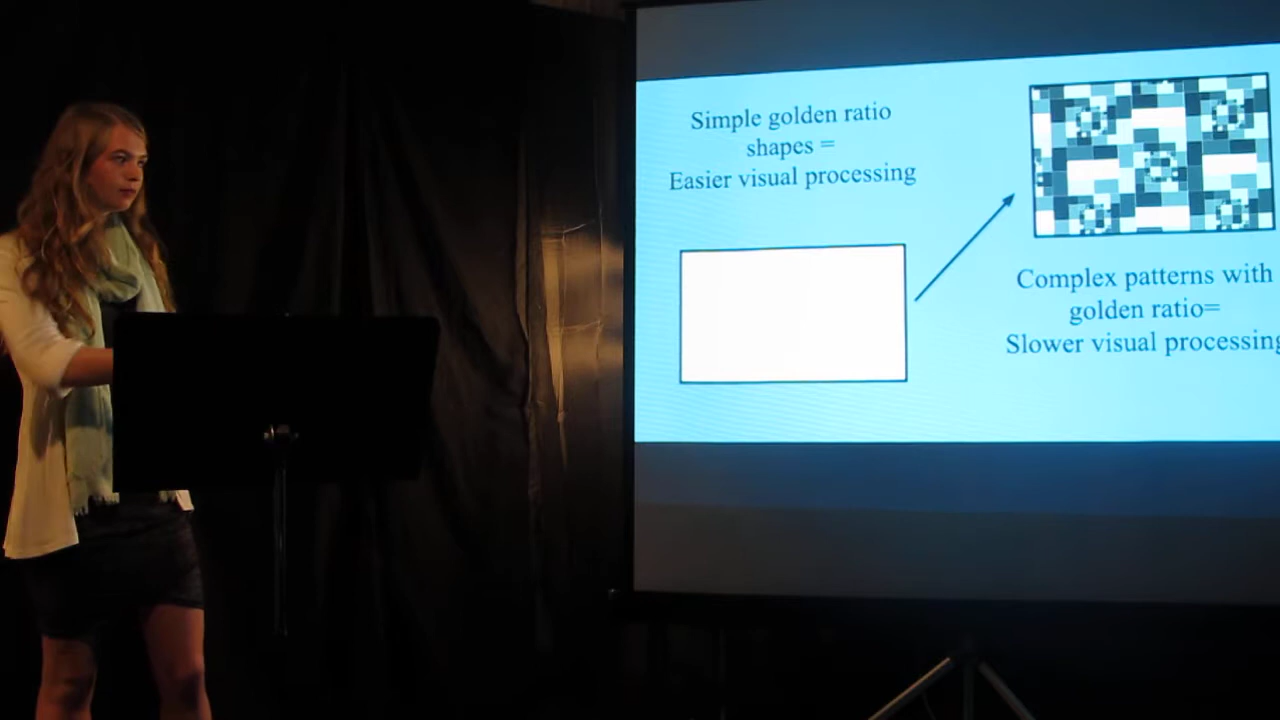 Simple golden ratio
shapes =
Easier visual processing
Complex patterns with
golden ratio=
Slower visual processing